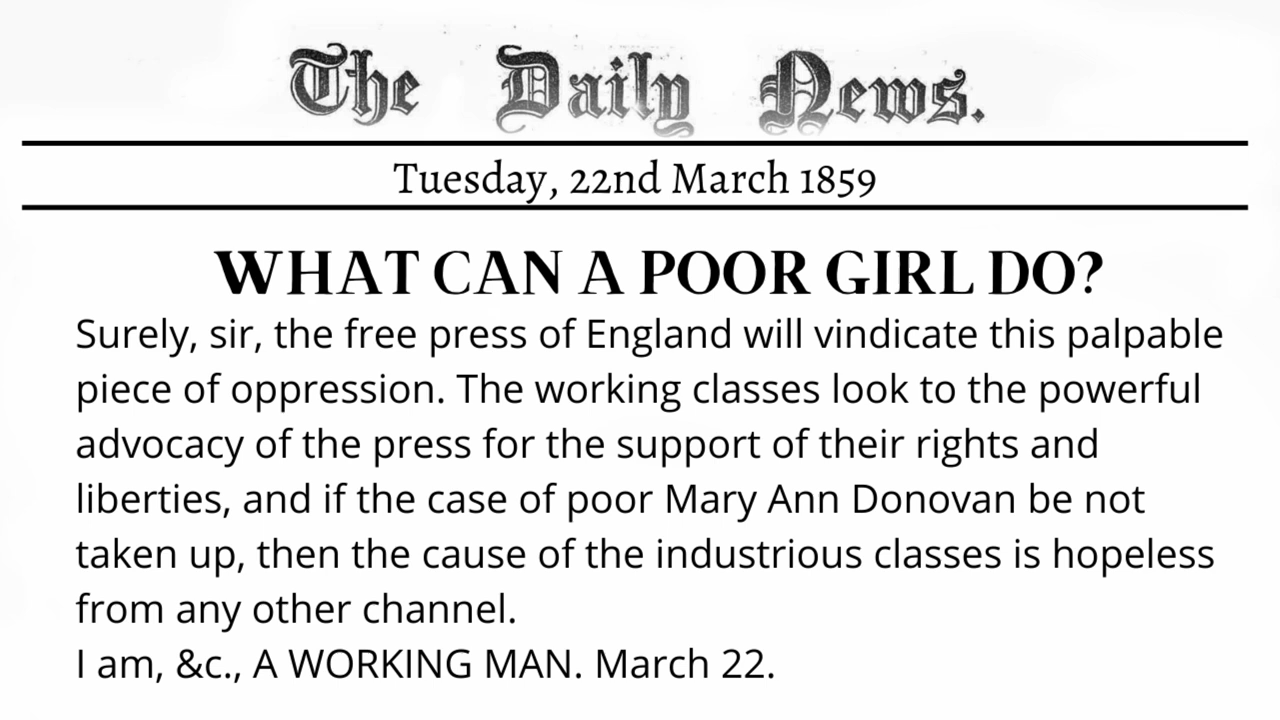 The Daily News.
Tuesday, 22nd March 1859
WHAT CAN A POOR GIRL DO?
Surely, sir, the free press of England will vindicate this palpable
piece of oppression. The working classes look to the powerful
advocacy of the press for the support of their rights and
liberties, and if the case of poor Mary Ann Donovan be not
taken up, then the cause of the industrious classes is hopeless
from any other channel.
I am, &c., A WORKING MAN. March 22.